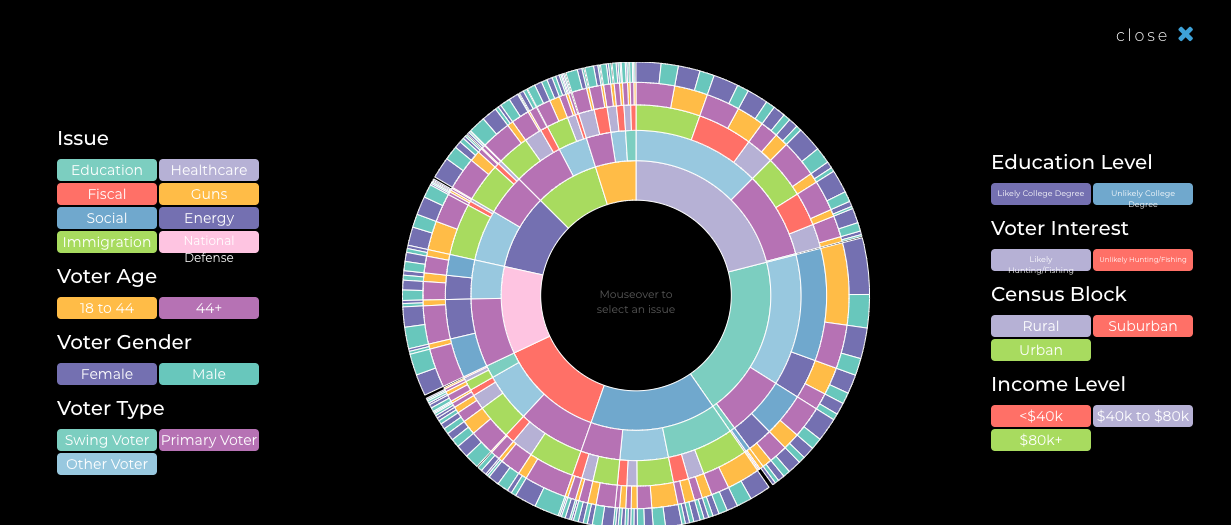 close ✖
Issue
Education Healthcare
Fiscal Guns
Social Energy
Immigration National
Defense
Voter Age
18 to 44 44+
Voter Gender
Female Male
Voter Type
Swing Voter Primary Voter
Other Voter
Mouseover to
select an issue
Education Level
Likely College Degree Unlikely College
Degree
Voter Interest
Likely Unlikely Hunting/Fishing
Hunting/Fishing
Census Block
Rural Suburban
Urban
Income Level
<$40k $40k to $80k
$80k+